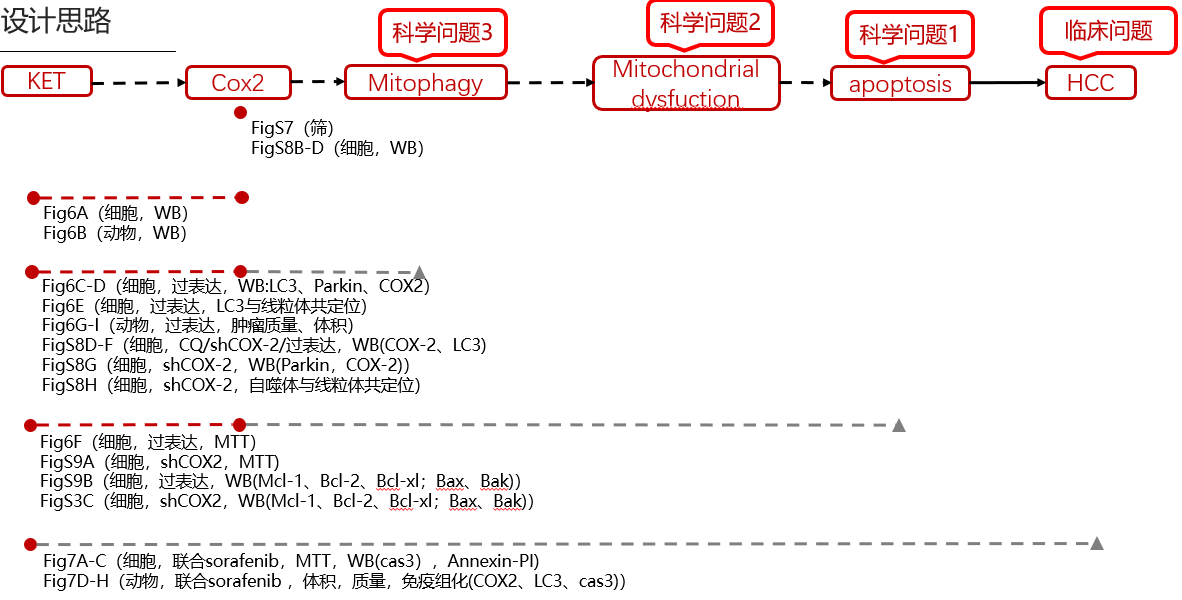 设计思路
科学问题3
科学问题2
科学问题1
临床问题
KET
Cox2
Mitophagy
Mitochondrial
dysfuction
apoptosis
HCC
FigS7（筛）
FigS8B-D（细胞，WB）
Fig6A（细胞，WB）
Fig6B（动物，WB）
Fig6C-D（细胞，过表达，WB:LC3、Parkin、COX2）
Fig6E（细胞，过表达，LC3与线粒体共定位）
Fig6G-I（动物，过表达，肿瘤质量、体积）
FigS8D-F（细胞，CQ/shCOX-2/过表达，WB(COX-2、LC3)
FigS8G（细胞，shCOX-2，WB(Parkin，COX-2)）
FigS8H（细胞，shCOX-2，自噬体与线粒体共定位）
Fig6F（细胞，过表达，MTT）
FigS9A（细胞，shCOX2，MTT）
FigS9B（细胞，过表达，WB(Mcl-1、Bcl-2、Bcl-xl；Bax、Bak)）
FigS3C（细胞，shCOX2，WB(Mcl-1、Bcl-2、Bcl-xl；Bax、Bak)）
Fig7A-C（细胞，联合sorafenib，MTT，WB(cas3），Annexin-PI)
Fig7D-H（动物，联合sorafenib ，体积，质量，免疫组化(COX2、LC3、cas3)）